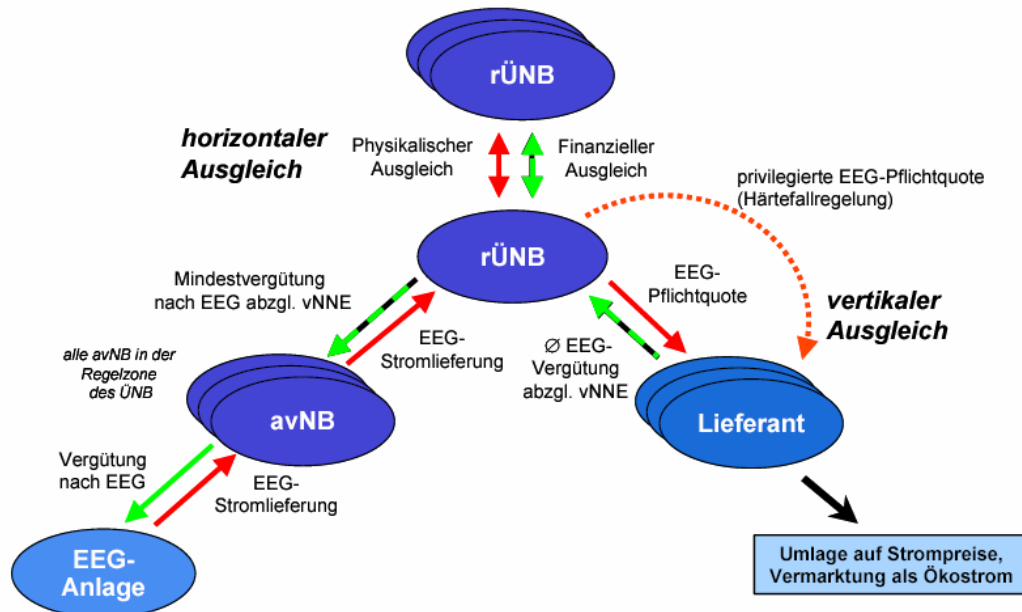 rÜNB
horizontaler
Ausgleich
Physikalischer
Ausgleich
Finanzieller
Ausgleich
privilegierte EEG-Pflichtquote
(Härtefallregelung)
rÜNB
Mindestvergütung
nach EEG abzgl. vNNE
EEG-
Pflichtquote
vertikaler
Ausgleich
EEG-
Stromlieferung
Ø EEG-
Vergütung
abzgl. vNNE
alle avNB in der
Regelzone
des ÜNB
avNB
Lieferant
Vergütung
nach EEG
EEG-
Stromlieferung
EEG-
Anlage
Umlage auf Strompreise,
Vermarktung als Ökostrom